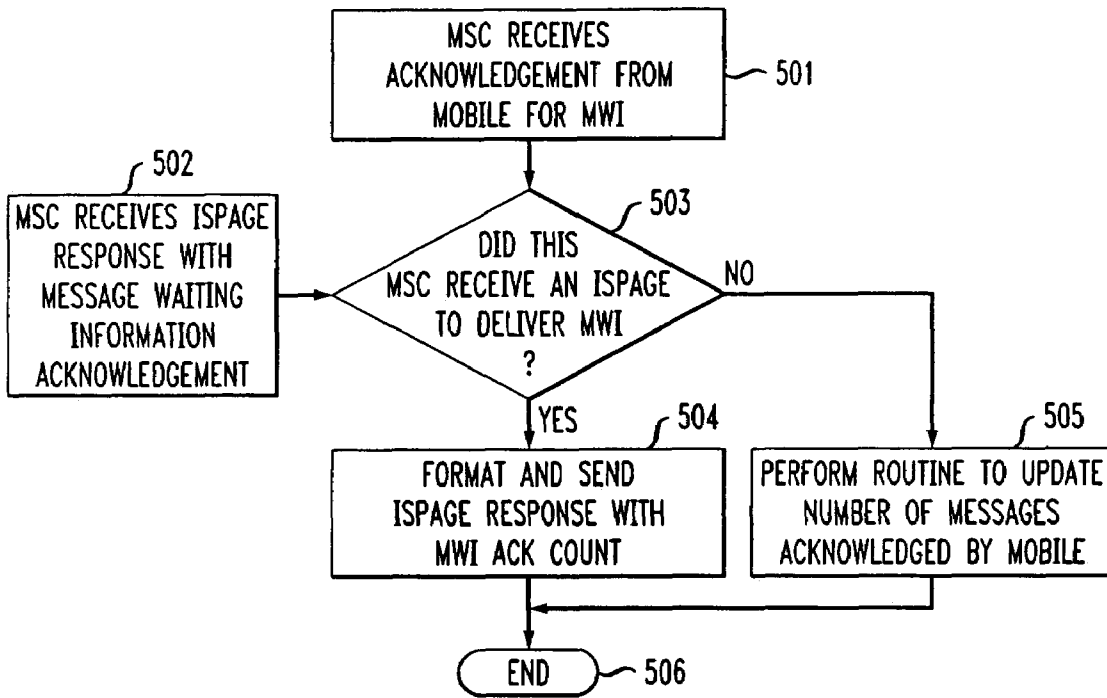 MSC RECEIVES
ACKNOWLEDGEMENT FROM
MOBILE FOR MWI
501
502
MSC RECEIVES ISPAGE
RESPONSE WITH
MESSAGE WAITING
INFORMATION
ACKNOWLEDGEMENT
503
DID THIS
MSC RECEIVE AN ISPAGE
TO DELIVER MWI
?
NO
YES
504
FORMAT AND SEND
ISPAGE RESPONSE WITH
MWI ACK COUNT
505
PERFORM ROUTINE TO UPDATE
NUMBER OF MESSAGES
ACKNOWLEDGED BY MOBILE
END
506